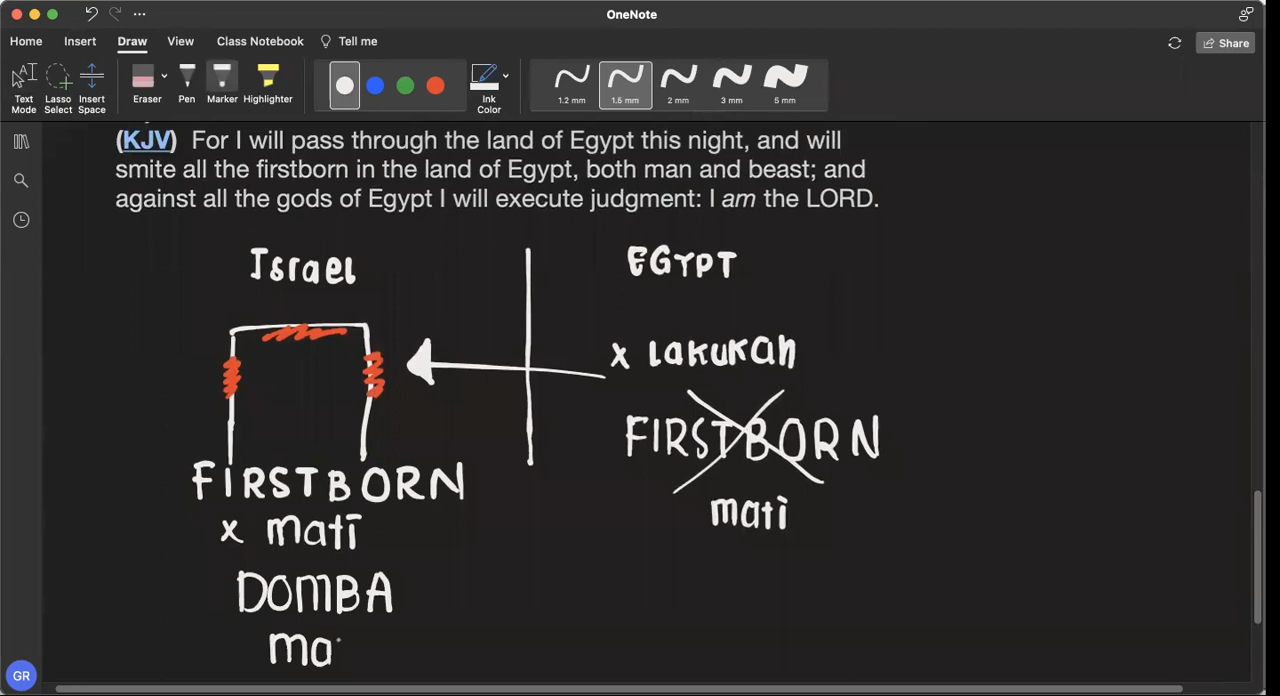 OneNote
Home Insert Draw View Class Notebook Tell me
Share
Text Mode
Lasso Select
Insert Space
Eraser
Pen
Marker
Highlighter
Ink Color
1.2 mm
1.5 mm
2 mm
3 mm
5 mm
(KJV) For I will pass through the land of Egypt this night, and will
smite all the firstborn in the land of Egypt, both man and beast; and
against all the gods of Egypt I will execute judgment: I am the LORD.
Israel
EGYPT
x Lakukan
FIRSTBORN
mati
FIRSTBORN
x mati
DOMBA
ma
GR